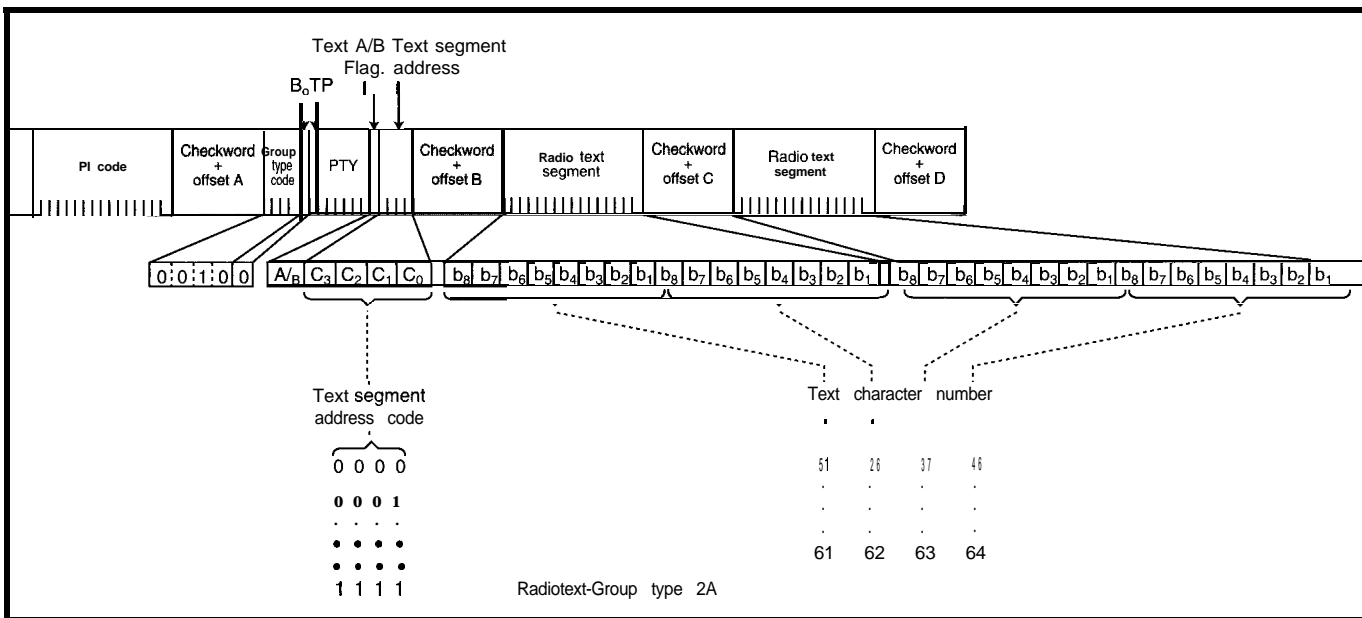 Text A/B Text segment
Flag. address
B₀TP
PI code
Checkword
+
offset A
Group
type
code
PTY
Checkword
+
offset B
Radio text
segment
Checkword
+
offset C
Radio text
segment
Checkword
+
offset D
0 0 1 0 0
A/B C₃ C₂ C₁ C₀
b₈ b₇ b₆ b₅ b₄ b₃ b₂ b₁ b₈ b₇ b₆ b₅ b₄ b₃ b₂ b₁
b₈ b₇ b₆ b₅ b₄ b₃ b₂ b₁ b₈ b₇ b₆ b₅ b₄ b₃ b₂ b₁
Text segment
address code
Text character number
0 0 0 0
51 26 37 46
0 0 0 1
61 62 63 64
1 1 1 1
Radiotext-Group type 2A